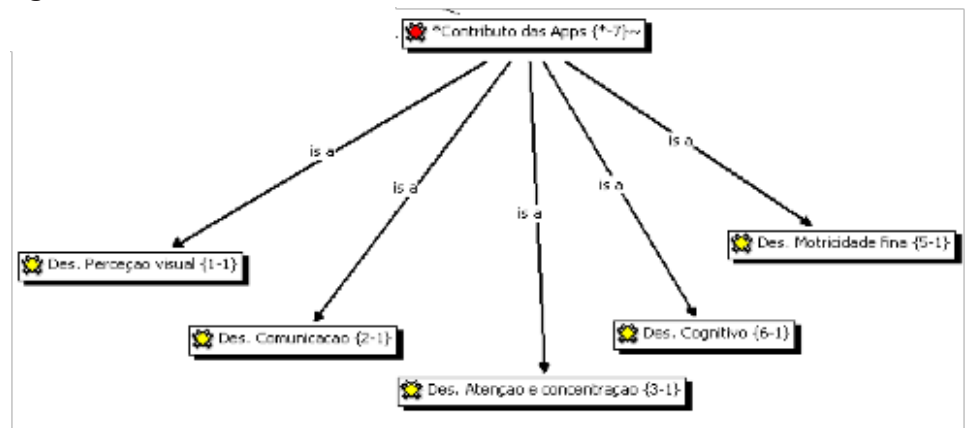 *Contributo das Apps {*-7}~
is a
is a
is a
is a
is a
Des. Perceçao visual {1-1}
Des. Motricidade fina {5-1}
Des. Comunicacao {2-1}
Des. Cognitivo {6-1}
Des. Atençao e concentraçao {3-1}